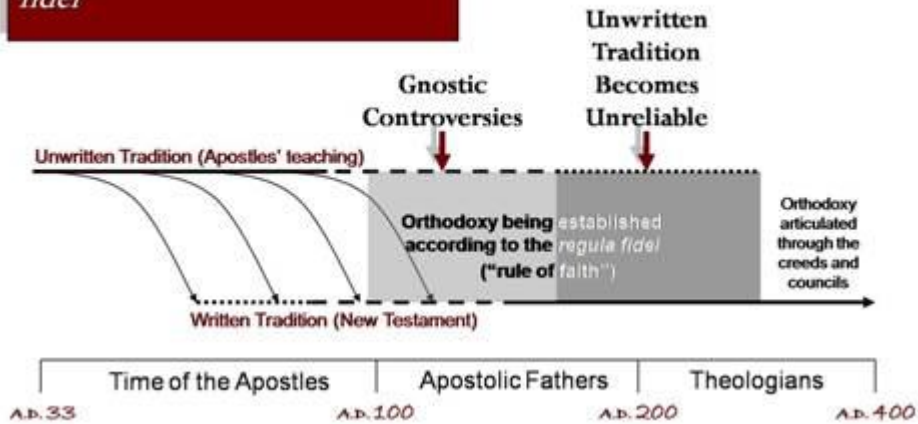 fidei
Unwritten
Tradition
Becomes
Unreliable
Gnostic
Controversies
Unwritten Tradition (Apostles' teaching)
Orthodoxy being established
according to the regula fidei
("rule of faith")
Orthodoxy
articulated
through the
creeds and
councils
Written Tradition (New Testament)
Time of the Apostles
Apostolic Fathers
Theologians
A.D. 33
A.D. 100
A.D. 200
A.D. 400